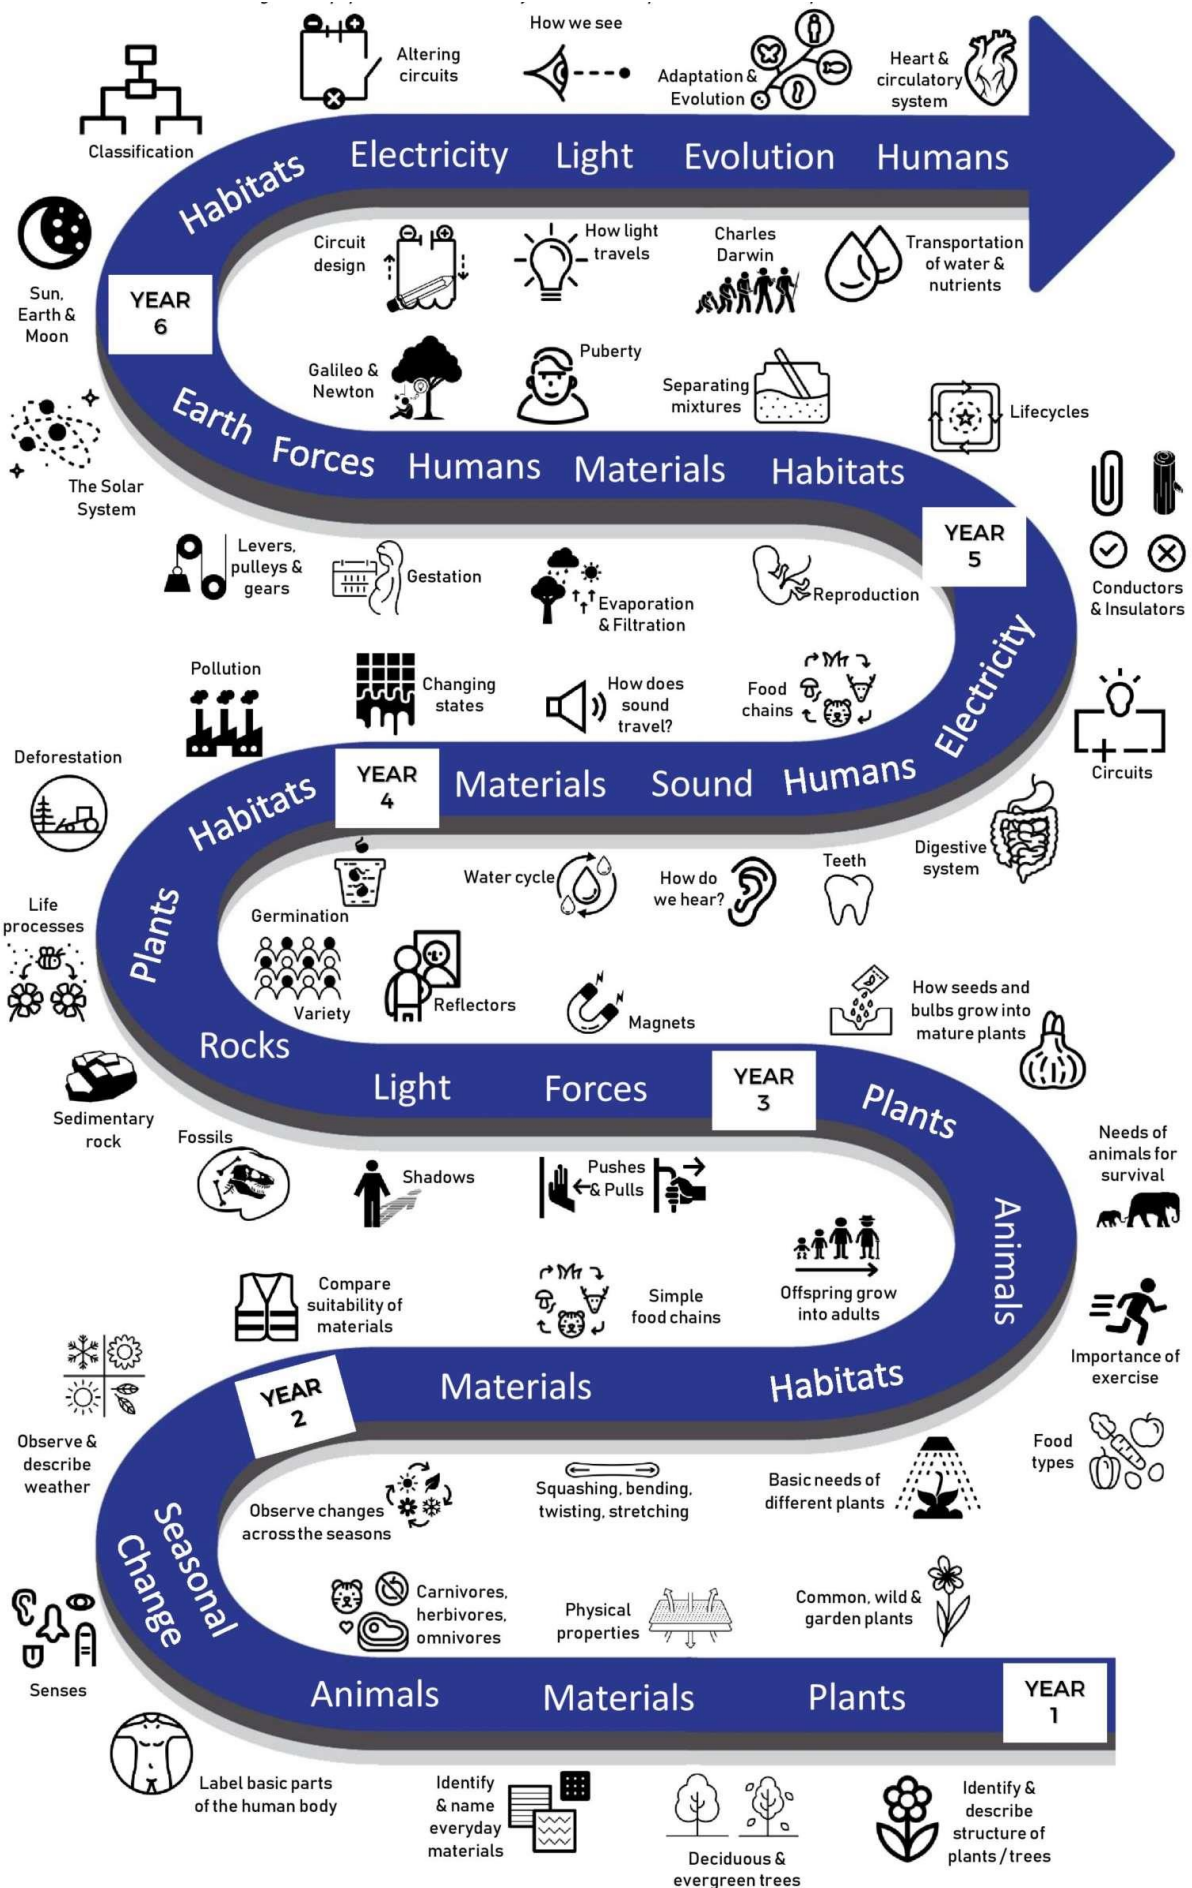 How we see
Altering
circuits
Adaptation &
Evolution
Heart &
circulatory
system
Classification
Habitats
Electricity
Light
Evolution
Humans
Sun,
Earth &
Moon
YEAR
6
Circuit
design
How light
travels
Charles
Darwin
Transportation
of water &
nutrients
Galileo &
Newton
Puberty
Separating
mixtures
Lifecycles
The Solar
System
Earth
Forces
Humans
Materials
Habitats
YEAR
5
Conductors
& Insulators
Levers,
pulleys &
gears
Gestation
Evaporation
& Filtration
Reproduction
Electricity
Pollution
Changing
states
How does
sound
travel?
Food
chains
Circuits
Deforestation
Habitats
YEAR
4
Materials
Sound
Humans
Digestive
system
Germination
Water cycle
How do
we hear?
Teeth
Life
processes
Plants
Variety
Reflectors
Magnets
How seeds and
bulbs grow into
mature plants
Rocks
Light
Forces
YEAR
3
Plants
Sedimentary
rock
Fossils
Shadows
Pushes
& Pulls
Needs of
animals for
survival
Animals
Compare
suitability of
materials
Simple
food chains
Offspring grow
into adults
Importance of
exercise
Observe &
describe
weather
YEAR
2
Materials
Habitats
Food
types
Observe changes
across the seasons
Squashing, bending,
twisting, stretching
Basic needs of
different plants
Seasonal
Change
Senses
Carnivores,
herbivores,
omnivores
Physical
properties
Common, wild &
garden plants
Animals
Materials
Plants
YEAR
1
Label basic parts
of the human body
Identify
& name
everyday
materials
Deciduous &
evergreen trees
Identify &
describe
structure of
plants / trees